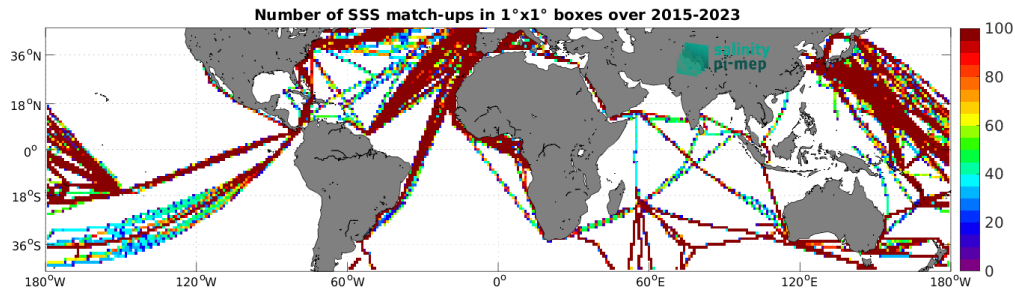 Number of SSS match-ups in 1°x1° boxes over 2015-2023
salinity
pi-mep
36°N
18°N
0°
18°S
36°S
180°W
120°W
60°W
0°
60°E
120°E
180°W
100
80
60
40
20
0